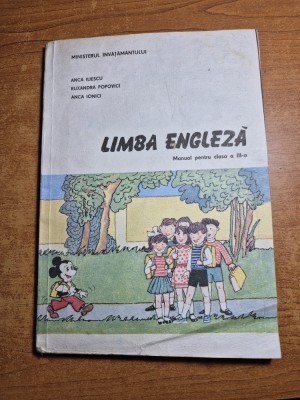 MINISTERUL ÎNVĂȚĂMÂNTULUI
ANCA ILIESCU
RUXANDRA POPOVICI
ANCA IONICI
LIMBA ENGLEZĂ
Manual pentru clasa a III-a